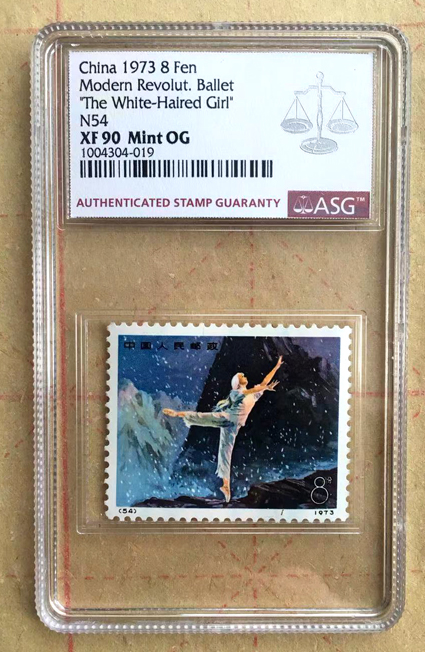 China 1973 8 Fen
Modern Revolut. Ballet
"The White-Haired Girl"
N54
XF 90 Mint OG
1004304-019
AUTHENTICATED STAMP GUARANTY ASG™
中国人民邮政
8分
(54) 1973